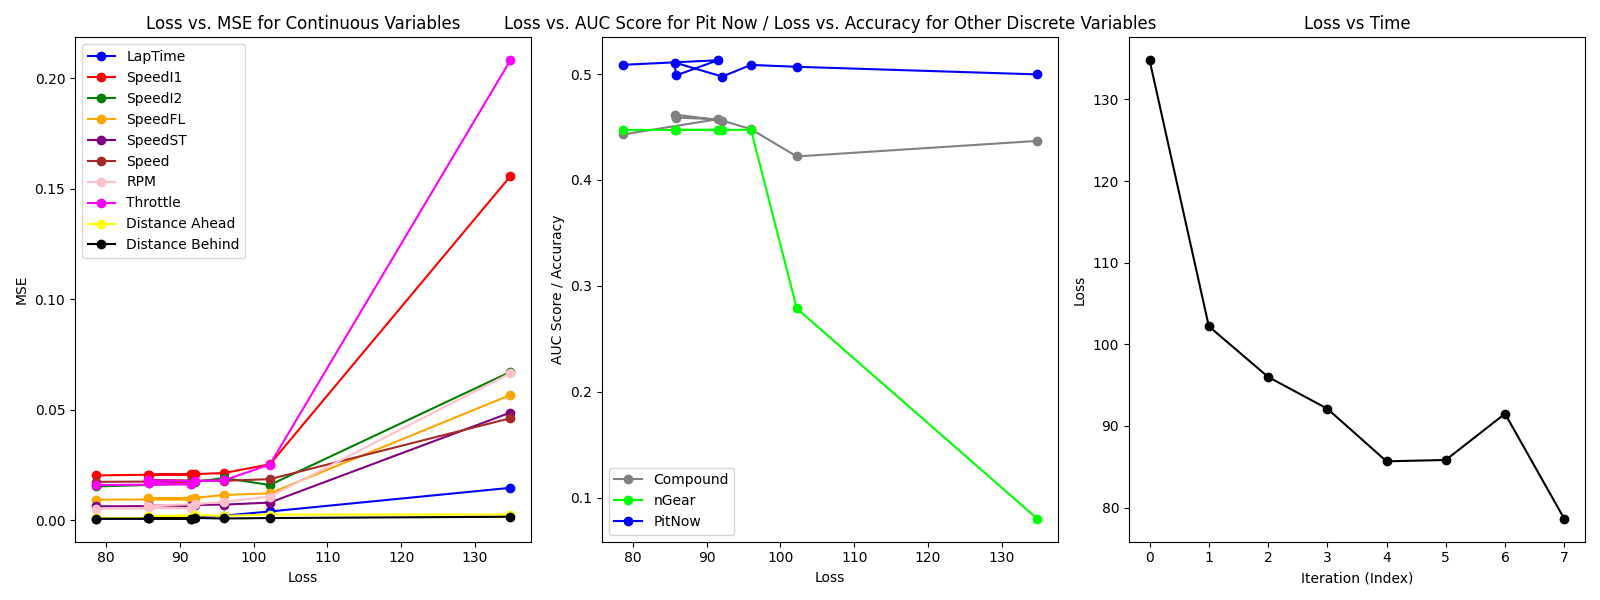 Loss vs. MSE for Continuous Variables
MSE
0.20
0.15
0.10
0.05
0.00
LapTime
SpeedI1
SpeedI2
SpeedFL
SpeedST
Speed
RPM
Throttle
Distance Ahead
Distance Behind
80 90 100 110 120 130
Loss
Loss vs. AUC Score for Pit Now / Loss vs. Accuracy for Other Discrete Variables
AUC Score / Accuracy
0.5
0.4
0.3
0.2
0.1
Compound
nGear
PitNow
80 90 100 110 120 130
Loss
Loss vs Time
Loss
130
120
110
100
90
80
0 1 2 3 4 5 6 7
Iteration (Index)